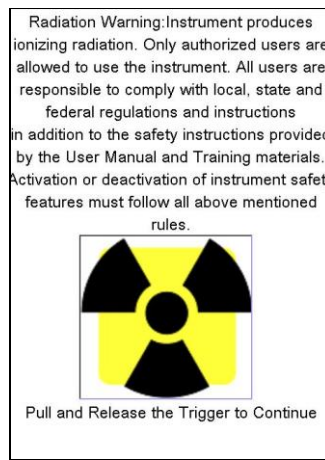 Radiation Warning:Instrument produces
ionizing radiation. Only authorized users are
allowed to use the instrument. All users are
responsible to comply with local, state and
federal regulations and instructions
in addition to the safety instructions provided
by the User Manual and Training materials.
Activation or deactivation of instrument safet
features must follow all above mentioned
rules.
Pull and Release the Trigger to Continue